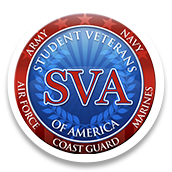 ARMY
NAVY
STUDENT VETERANS
SVA
OF AMERICA
AIR FORCE
MARINES
COAST GUARD